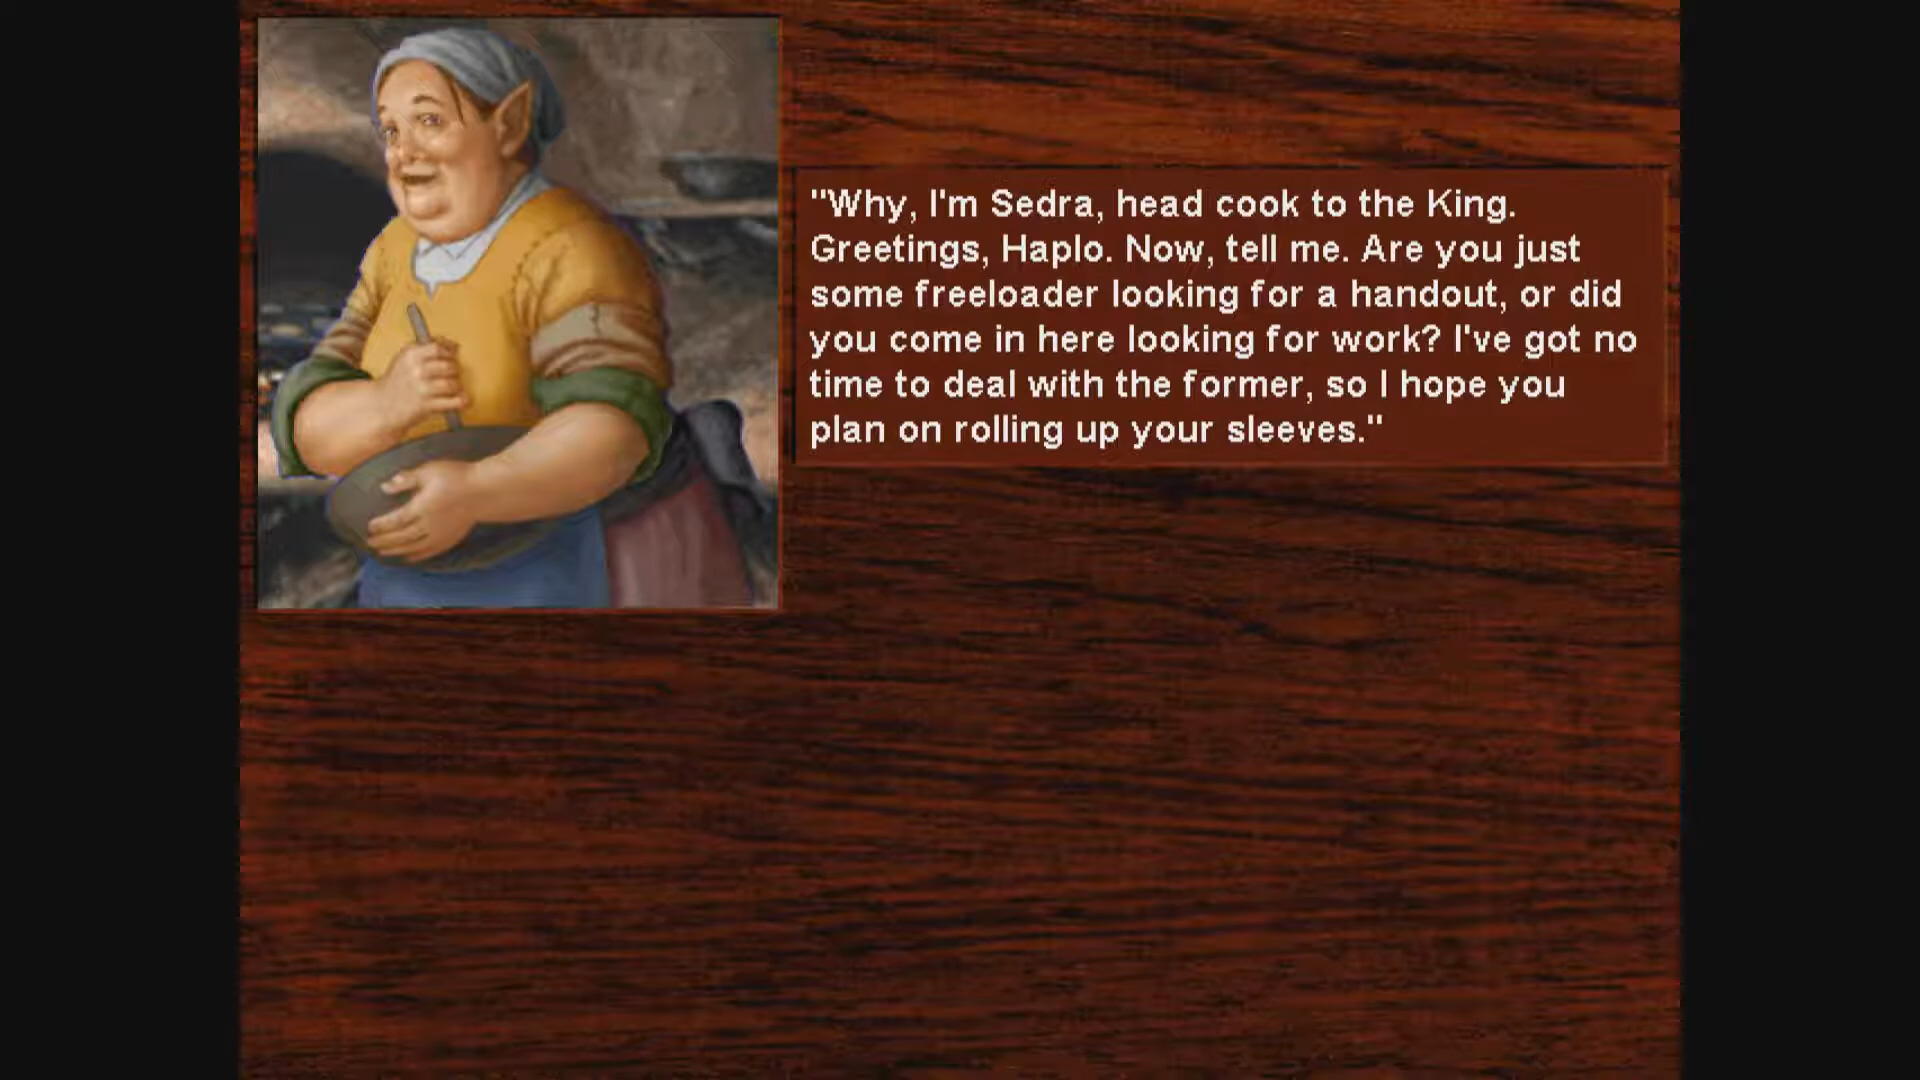 "Why, I'm Sedra, head cook to the King.
Greetings, Haplo. Now, tell me. Are you just
some freeloader looking for a handout, or did
you come in here looking for work? I've got no
time to deal with the former, so I hope you
plan on rolling up your sleeves."